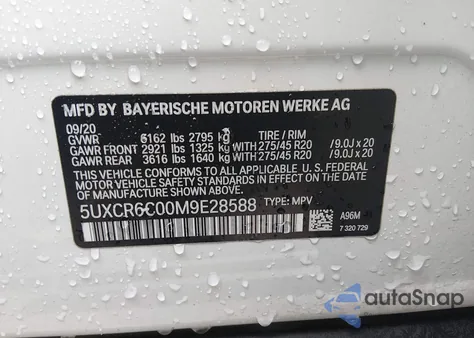 MFD BY BAYERISCHE MOTOREN WERKE AG
09/20
GVWR 6162 lbs 2795 kg TIRE / RIM
GAWR FRONT 2921 lbs 1325 kg WITH 275/45 R20 /9.0J x 20
GAWR REAR 3616 lbs 1640 kg WITH 275/45 R20 /9.0J x 20
THIS VEHICLE CONFORMS TO ALL APPLICABLE U. S. FEDERAL
MOTOR VEHICLE SAFETY STANDARDS IN EFFECT ON THE
DATE OF MANUFACTURE SHOWN ABOVE.
5UXCR6C00M9E28588 TYPE: MPV
A96M
7 320 729
autoSnap